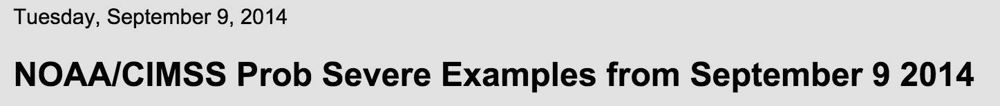 Tuesday, September 9, 2014
NOAA/CIMSS Prob Severe Examples from September 9 2014